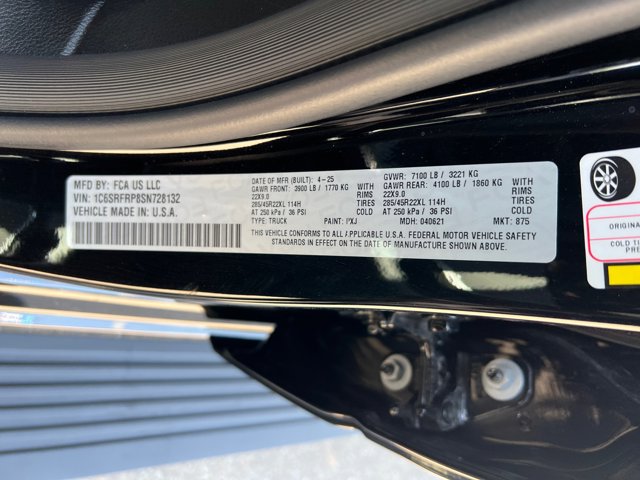 MFD BY: FCA US LLC
VIN: 1C6SRFRP8SN728132
VEHICLE MADE IN U.S.A.
DATE OF MFR (BUILT): 4-25
GAWR FRONT: 3900 LB / 1770 KG
WITH 22X9.0 RIMS
285/45R22XL 114H TIRES
AT 250 kPa / 36 PSI COLD
TYPE: TRUCK
PAINT: PXJ
GVWR: 7100 LB / 3221 KG
GAWR REAR: 4100 LB / 1860 KG
WITH
22X9.0 RIMS
285/45R22XL 114H TIRES
AT 250 kPa / 36 PSI COLD
MDH: 040621
MKT: 875
THIS VEHICLE CONFORMS TO ALL APPLICABLE U.S.A. FEDERAL MOTOR VEHICLE SAFETY
STANDARDS IN EFFECT ON THE DATE OF MANUFACTURE SHOWN ABOVE.
ORIGINAL
COLD